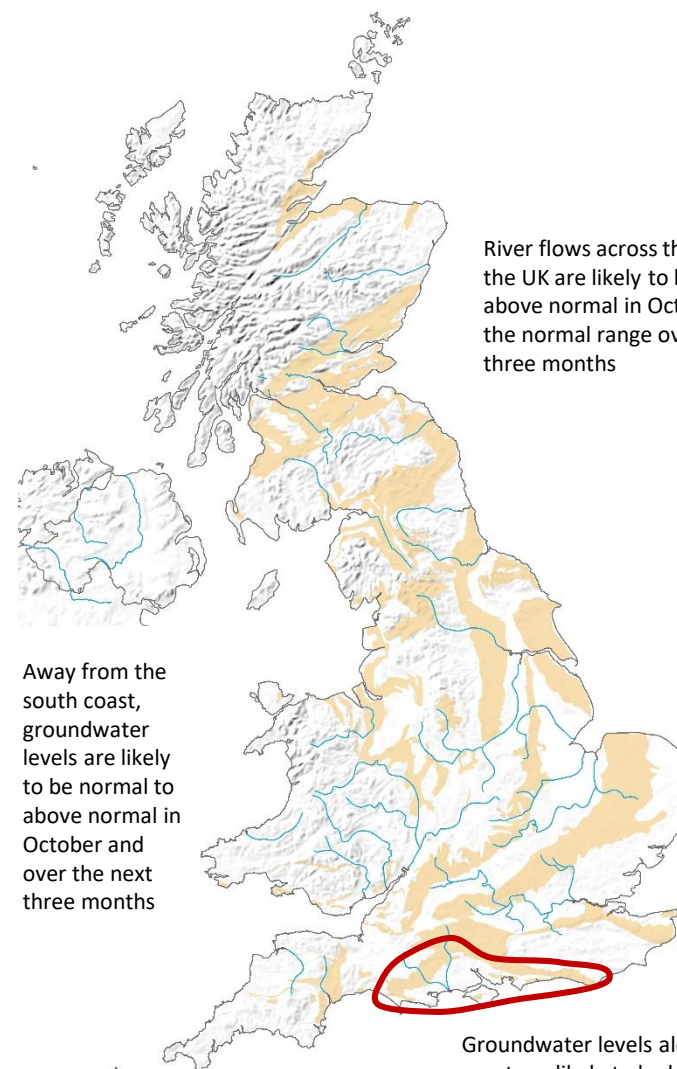 River flows across th
the UK are likely to b
above normal in Oct
the normal range ov
three months
Away from the
south coast,
groundwater
levels are likely
to be normal to
above normal in
October and
over the next
three months
Groundwater levels al